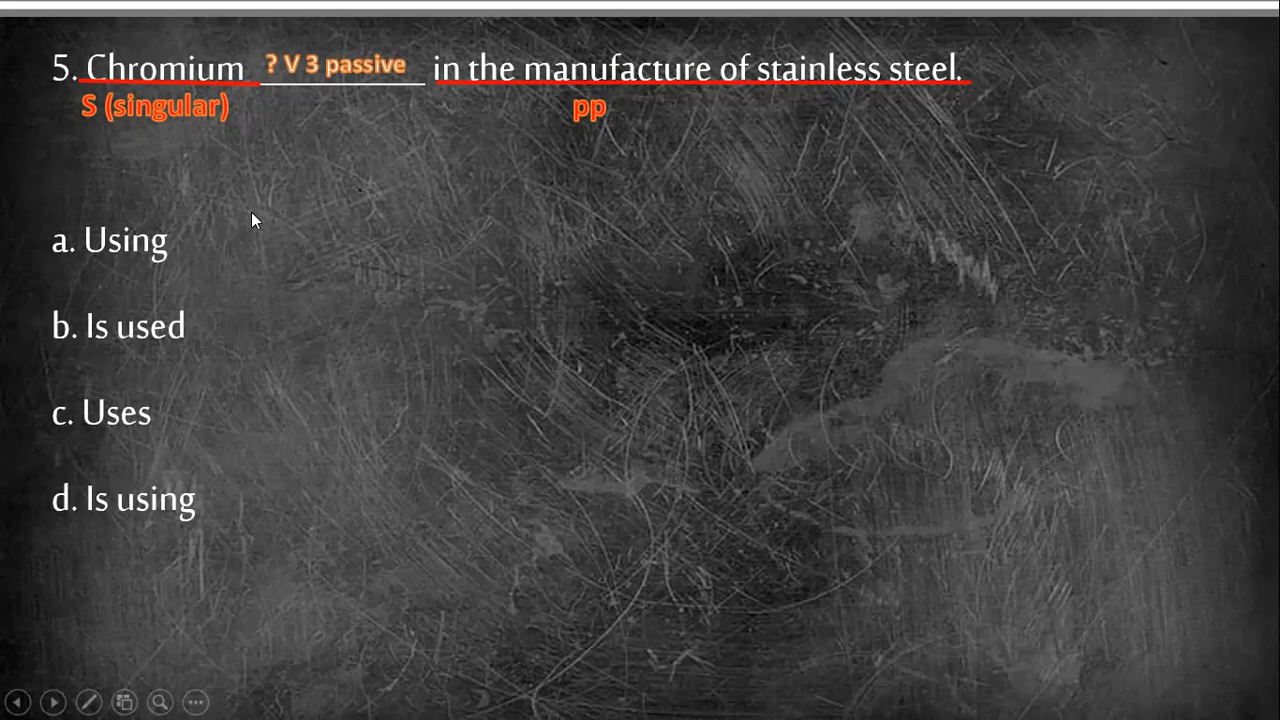 5. Chromium ? V 3 passive in the manufacture of stainless steel.
S (singular) pp
a. Using
b. Is used
c. Uses
d. Is using